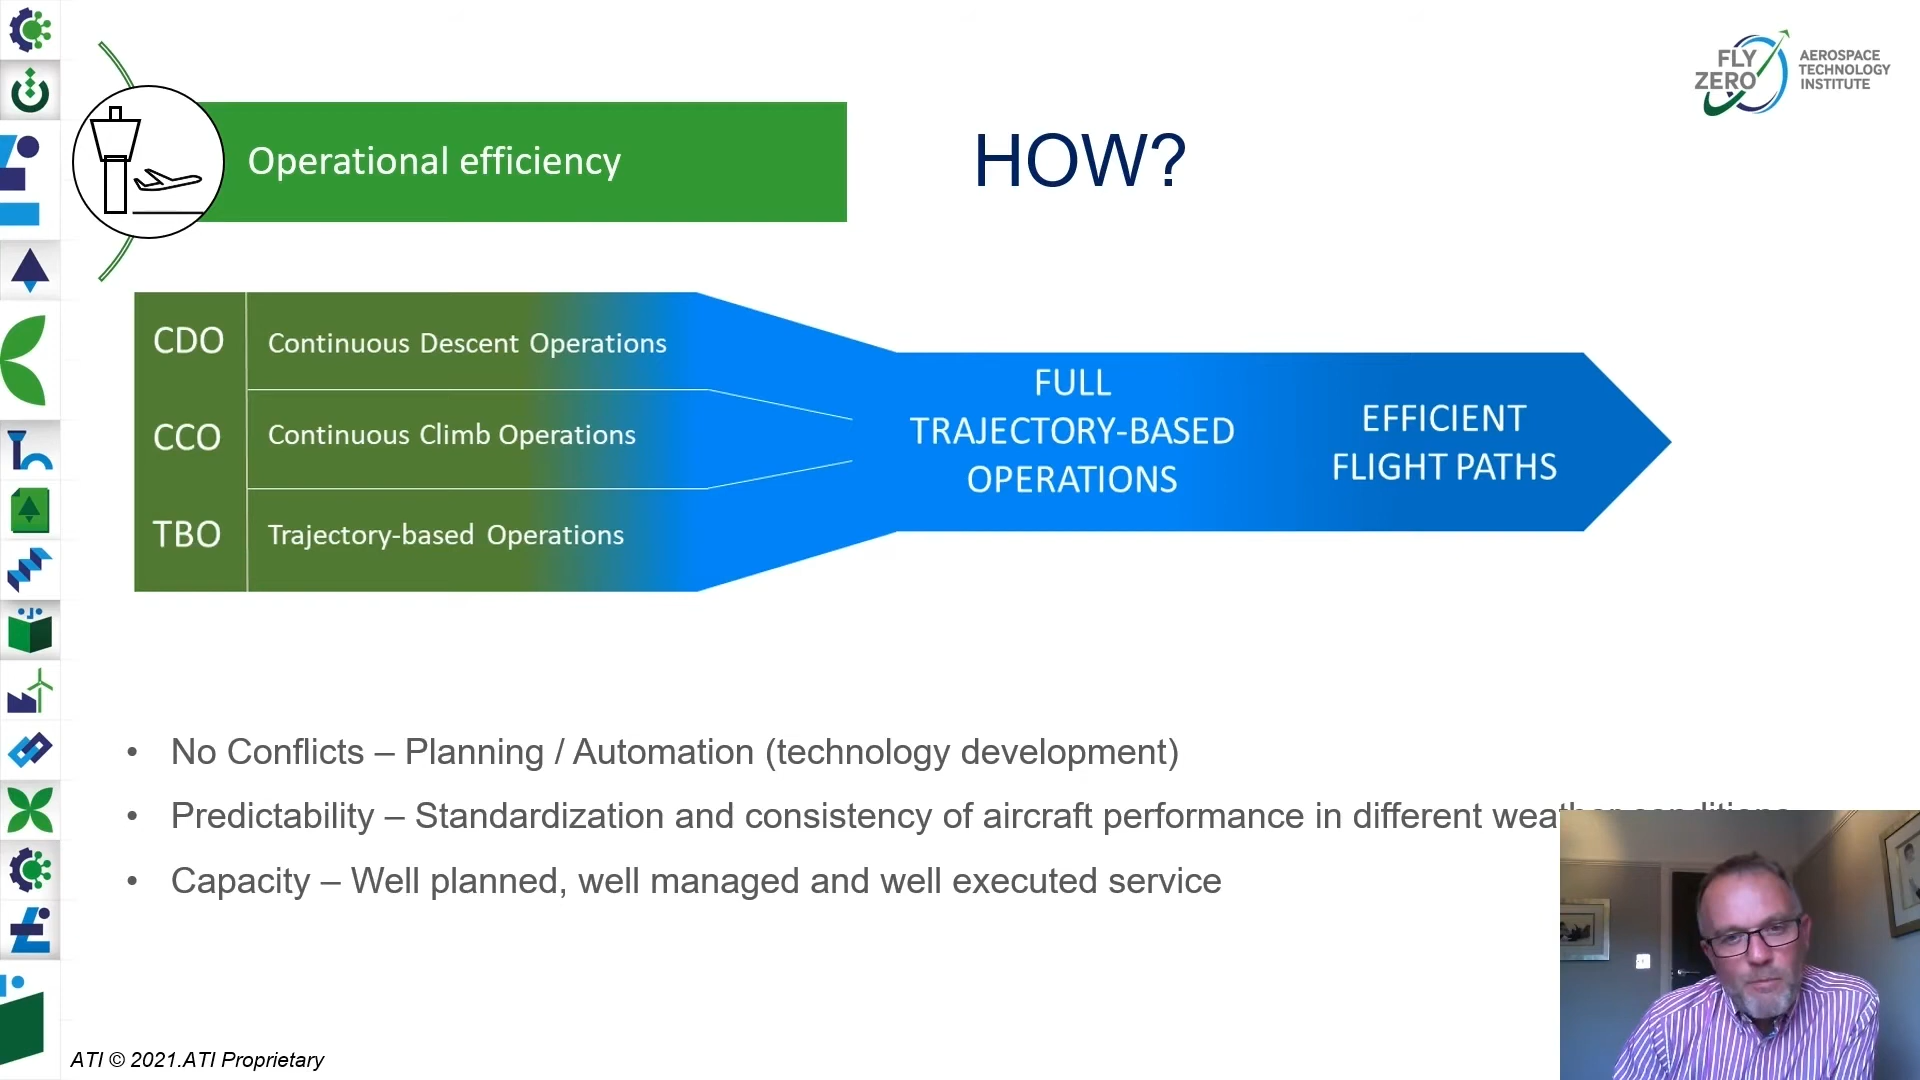 FLY
ZERO
AEROSPACE
TECHNOLOGY
INSTITUTE
Operational efficiency
HOW?
CDO
Continuous Descent Operations
CCO
Continuous Climb Operations
TBO
Trajectory-based Operations
FULL
TRAJECTORY-BASED
OPERATIONS
EFFICIENT
FLIGHT PATHS
• No Conflicts – Planning / Automation (technology development)
• Predictability – Standardization and consistency of aircraft performance in different weather conditions
• Capacity – Well planned, well managed and well executed service
ATI © 2021.ATI Proprietary